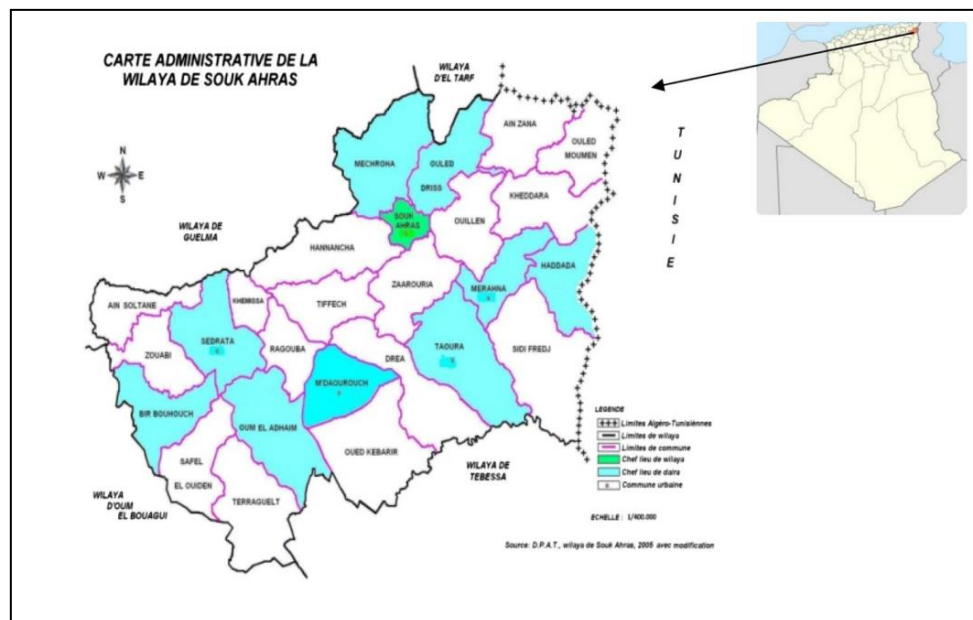 CARTE ADMINISTRATIVE DE LA
WILAYA DE SOUK AHRAS
WILAYA
D'EL TARF
N
W E
S
TUNISIE
AIN ZANA
OULED
MOUMEN
MECHROHA
OULED
DRISS
KHEDDARA
SOUK
AHRAS
OUILLEN
WILAYA DE
GUELMA
HANNANCHA
HADDADA
ZAAROURIA
MERAHNA
AIN SOLTANE
KHEMISSA
TIFFECH
SEDRATA
ZOUABI
RAGOUBA
DREA
TAOURA
SIDI FREDJ
M'DAOUROUCH
BIR BOUHOUCH
OUM EL ADHAIM
OUED KEBARIR
SAFEL
EL OUIDEN
TERRAGUELT
WILAYA DE
TEBESSA
WILAYA
D'OUM
EL BOUAGUI
LEGENDE
Limites Algéro-Tunisiènnes
Limites de wilaya
Limites de commune
Chef lieu de wilaya
Chef lieu de daira
Commune urbaine
ECHELLE : 1/400.000
Source: D.P.A.T., wilaya de Souk Ahras, 2005 avec modification